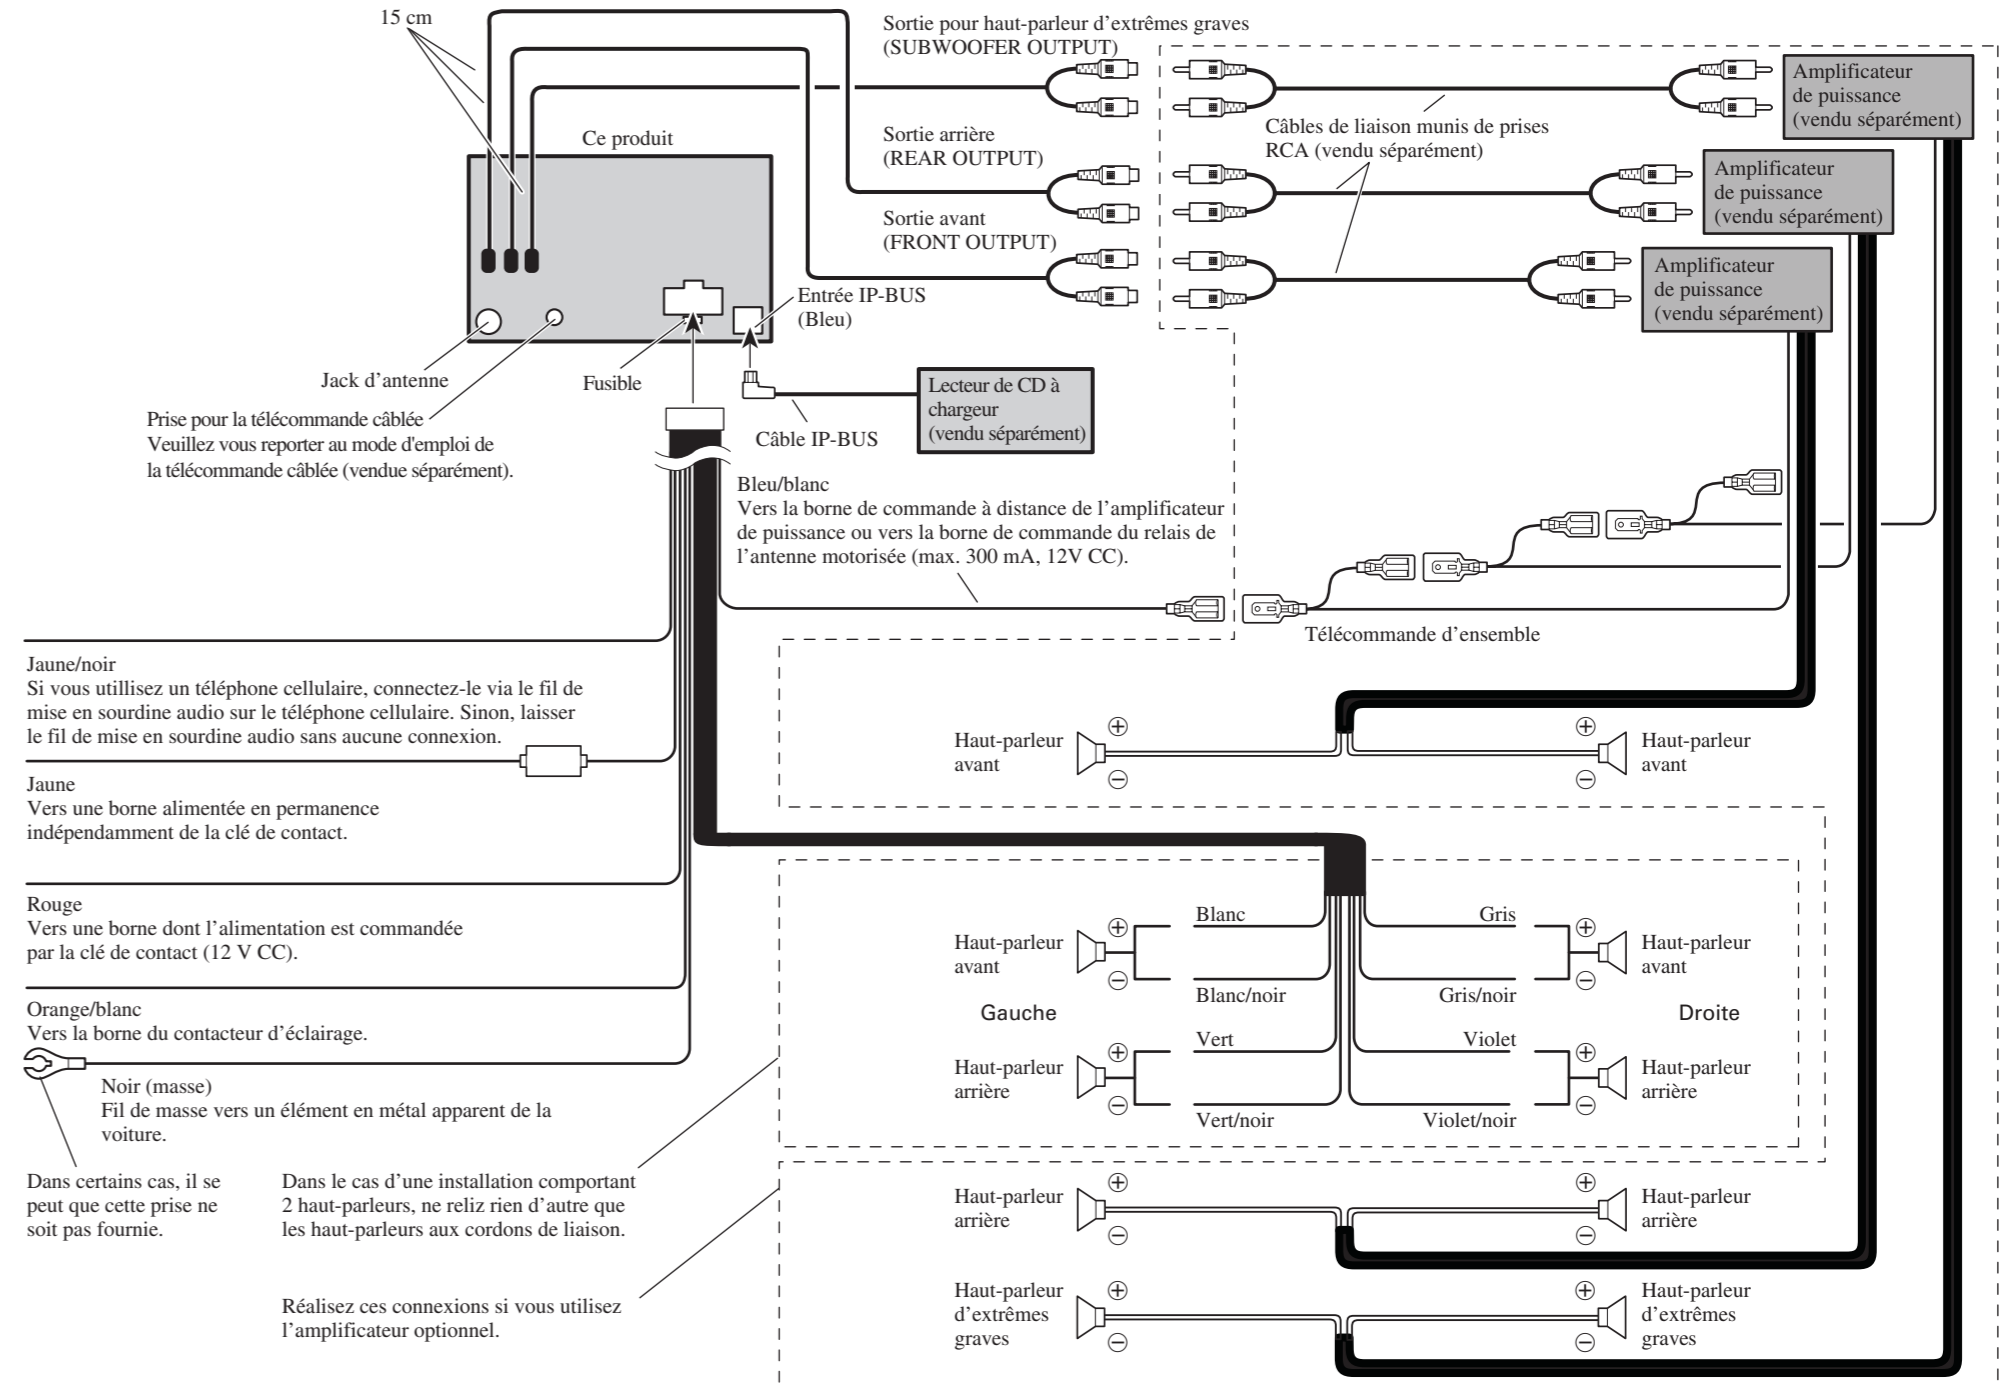 15 cm
Sortie pour haut-parleur d’extrêmes graves
(SUBWOOFER OUTPUT)
Amplificateur
de puissance
(vendu séparément)
Câbles de liaison munis de prises
RCA (vendu séparément)
Ce produit
Sortie arrière
(REAR OUTPUT)
Amplificateur
de puissance
(vendu séparément)
Sortie avant
(FRONT OUTPUT)
Amplificateur
de puissance
(vendu séparément)
Entrée IP-BUS
(Bleu)
Jack d’antenne
Fusible
Prise pour la télécommande câblée
Veuillez vous reporter au mode d'emploi de
la télécommande câblée (vendue séparément).
Lecteur de CD à
chargeur
(vendu séparément)
Câble IP-BUS
Bleu/blanc
Vers la borne de commande à distance de l’amplificateur
de puissance ou vers la borne de commande du relais de
l’antenne motorisée (max. 300 mA, 12V CC).
Télécommande d’ensemble
Jaune/noir
Si vous utillisez un téléphone cellulaire, connectez-le via le fil de
mise en sourdine audio sur le téléphone cellulaire. Sinon, laisser
le fil de mise en sourdine audio sans aucune connexion.
Jaune
Vers une borne alimentée en permanence
indépendamment de la clé de contact.
Rouge
Vers une borne dont l’alimentation est commandée
par la clé de contact (12 V CC).
Orange/blanc
Vers la borne du contacteur d’éclairage.
Noir (masse)
Fil de masse vers un élément en métal apparent de la
voiture.
Dans certains cas, il se
peut que cette prise ne
soit pas fournie.
Dans le cas d’une installation comportant
2 haut-parleurs, ne reliz rien d’autre que
les haut-parleurs aux cordons de liaison.
Réalisez ces connexions si vous utilisez
l’amplificateur optionnel.
Haut-parleur
avant
+
−
+
−
Haut-parleur
avant
Haut-parleur
avant
+
−
Blanc
Blanc/noir
Gris
Gris/noir
+
−
Haut-parleur
avant
Gauche
Droite
Haut-parleur
arrière
+
−
Vert
Vert/noir
Violet
Violet/noir
+
−
Haut-parleur
arrière
Haut-parleur
arrière
+
−
+
−
Haut-parleur
arrière
Haut-parleur
d’extrêmes
graves
+
−
+
−
Haut-parleur
d’extrêmes
graves